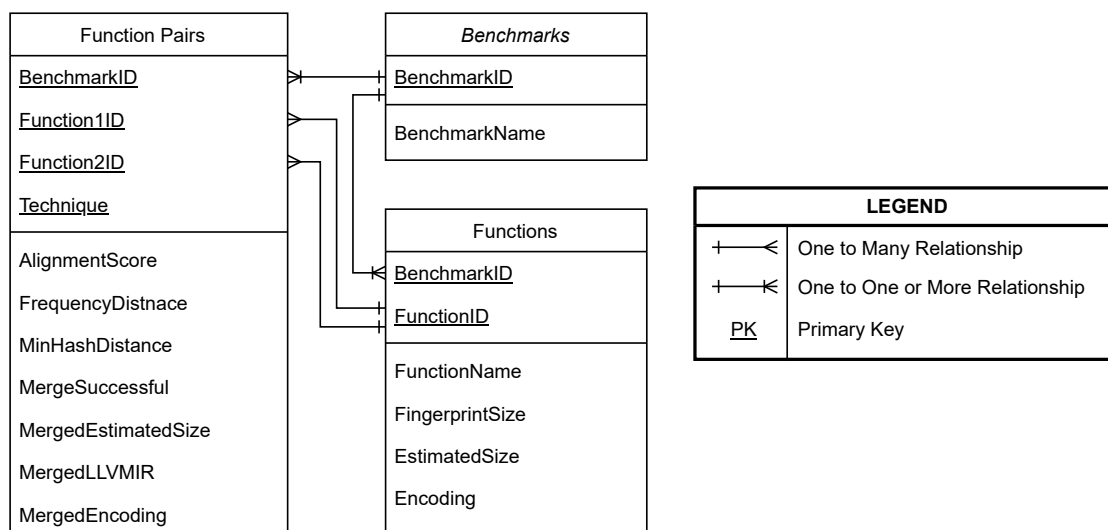 Function Pairs
BenchmarkID
Function1ID
Function2ID
Technique
AlignmentScore
FrequencyDistnace
MinHashDistance
MergeSuccessful
MergedEstimatedSize
MergedLLVMIR
MergedEncoding
Benchmarks
BenchmarkID
BenchmarkName
Functions
BenchmarkID
FunctionID
FunctionName
FingerprintSize
EstimatedSize
Encoding
LEGEND
One to Many Relationship
One to One or More Relationship
PK Primary Key